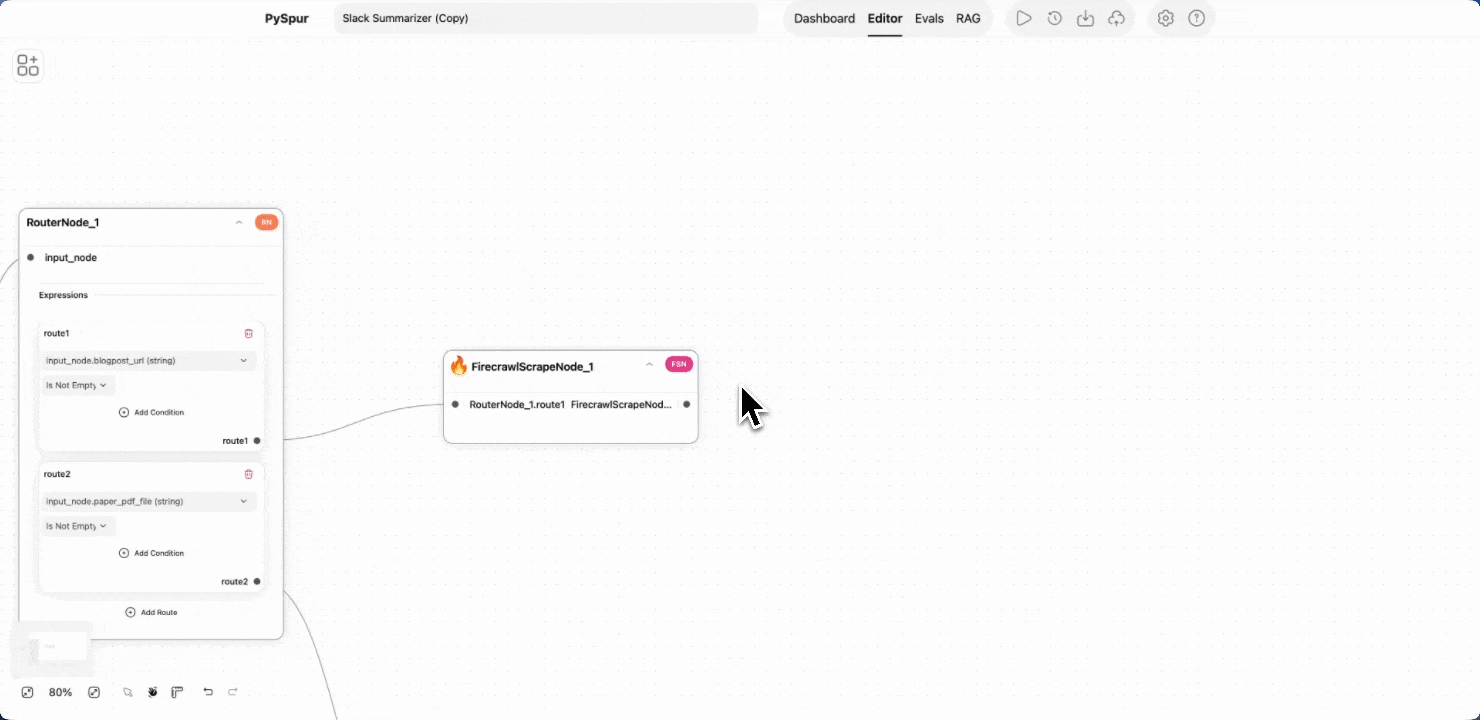 PySpur
Slack Summarizer (Copy)
Dashboard Editor Evals RAG
RouterNode_1
RN
input_node
Expressions
route1
input_node.blogpost_url (string)
Is Not Empty
Add Condition
route1
route2
input_node.paper_pdf_file (string)
Is Not Empty
Add Condition
route2
Add Route
FirecrawlScrapeNode_1
FSN
RouterNode_1.route1 FirecrawlScrapeNod...
80%